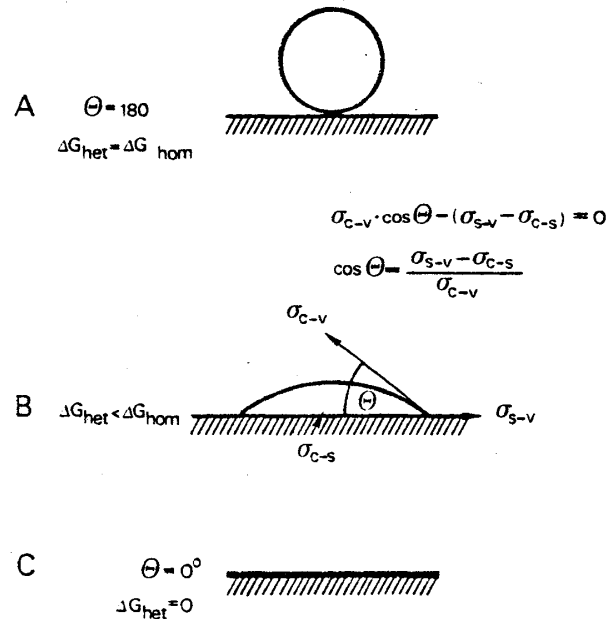 A
Θ = 180
ΔG_het = ΔG_hom
σ_c-v · cos Θ − (σ_s-v − σ_c-s) = 0
cos Θ = (σ_s-v − σ_c-s) / σ_c-v
σ_c-v
B
ΔG_het < ΔG_hom
Θ
σ_s-v
σ_c-s
C
Θ = 0°
ΔG_het = 0